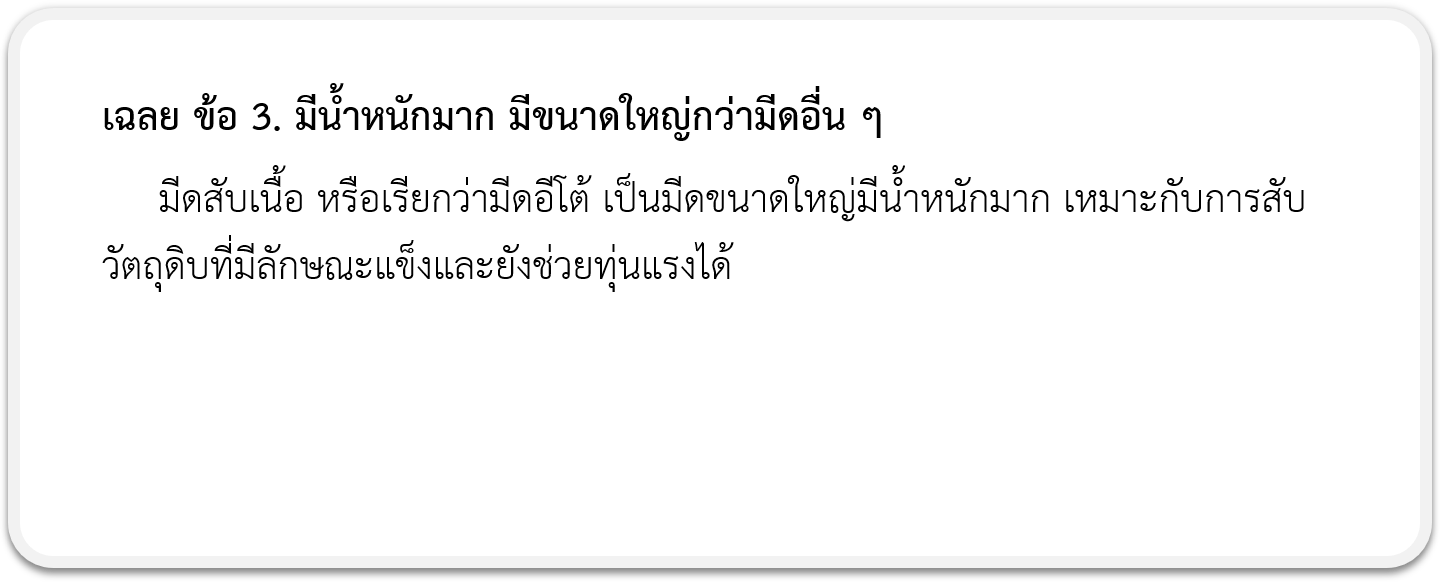 เฉลย ข้อ 3. มีน้ำหนักมาก มีขนาดใหญ่กว่ามีดอื่น ๆ
มีดสับเนื้อ หรือเรียกว่ามีดอีโต้ เป็นมีดขนาดใหญ่มีน้ำหนักมาก เหมาะกับการสับ
วัตถุดิบที่มีลักษณะแข็งและยังช่วยทุ่นแรงได้